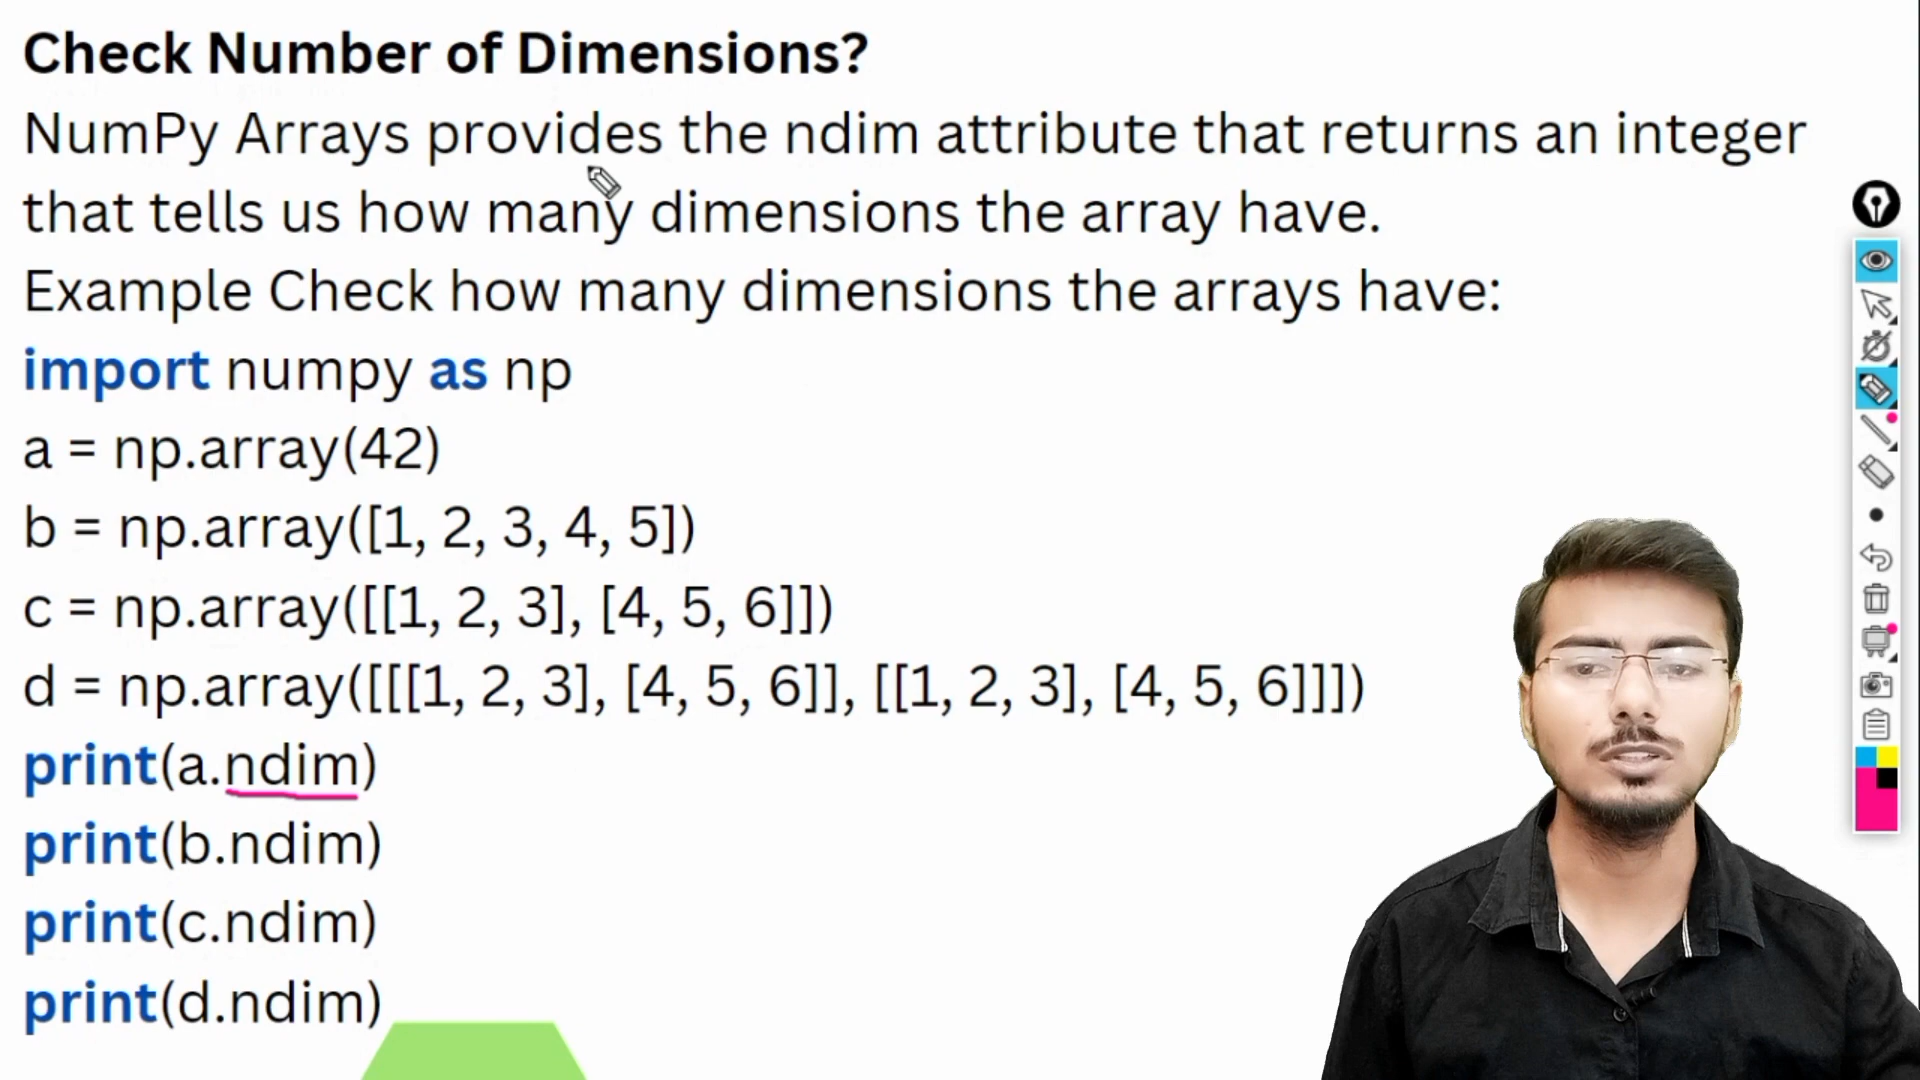 Check Number of Dimensions?
NumPy Arrays provides the ndim attribute that returns an integer
that tells us how many dimensions the array have.
Example Check how many dimensions the arrays have:
import numpy as np
a = np.array(42)
b = np.array([1, 2, 3, 4, 5])
c = np.array([[1, 2, 3], [4, 5, 6]])
d = np.array([[[1, 2, 3], [4, 5, 6]], [[1, 2, 3], [4, 5, 6]]])
print(a.ndim)
print(b.ndim)
print(c.ndim)
print(d.ndim)